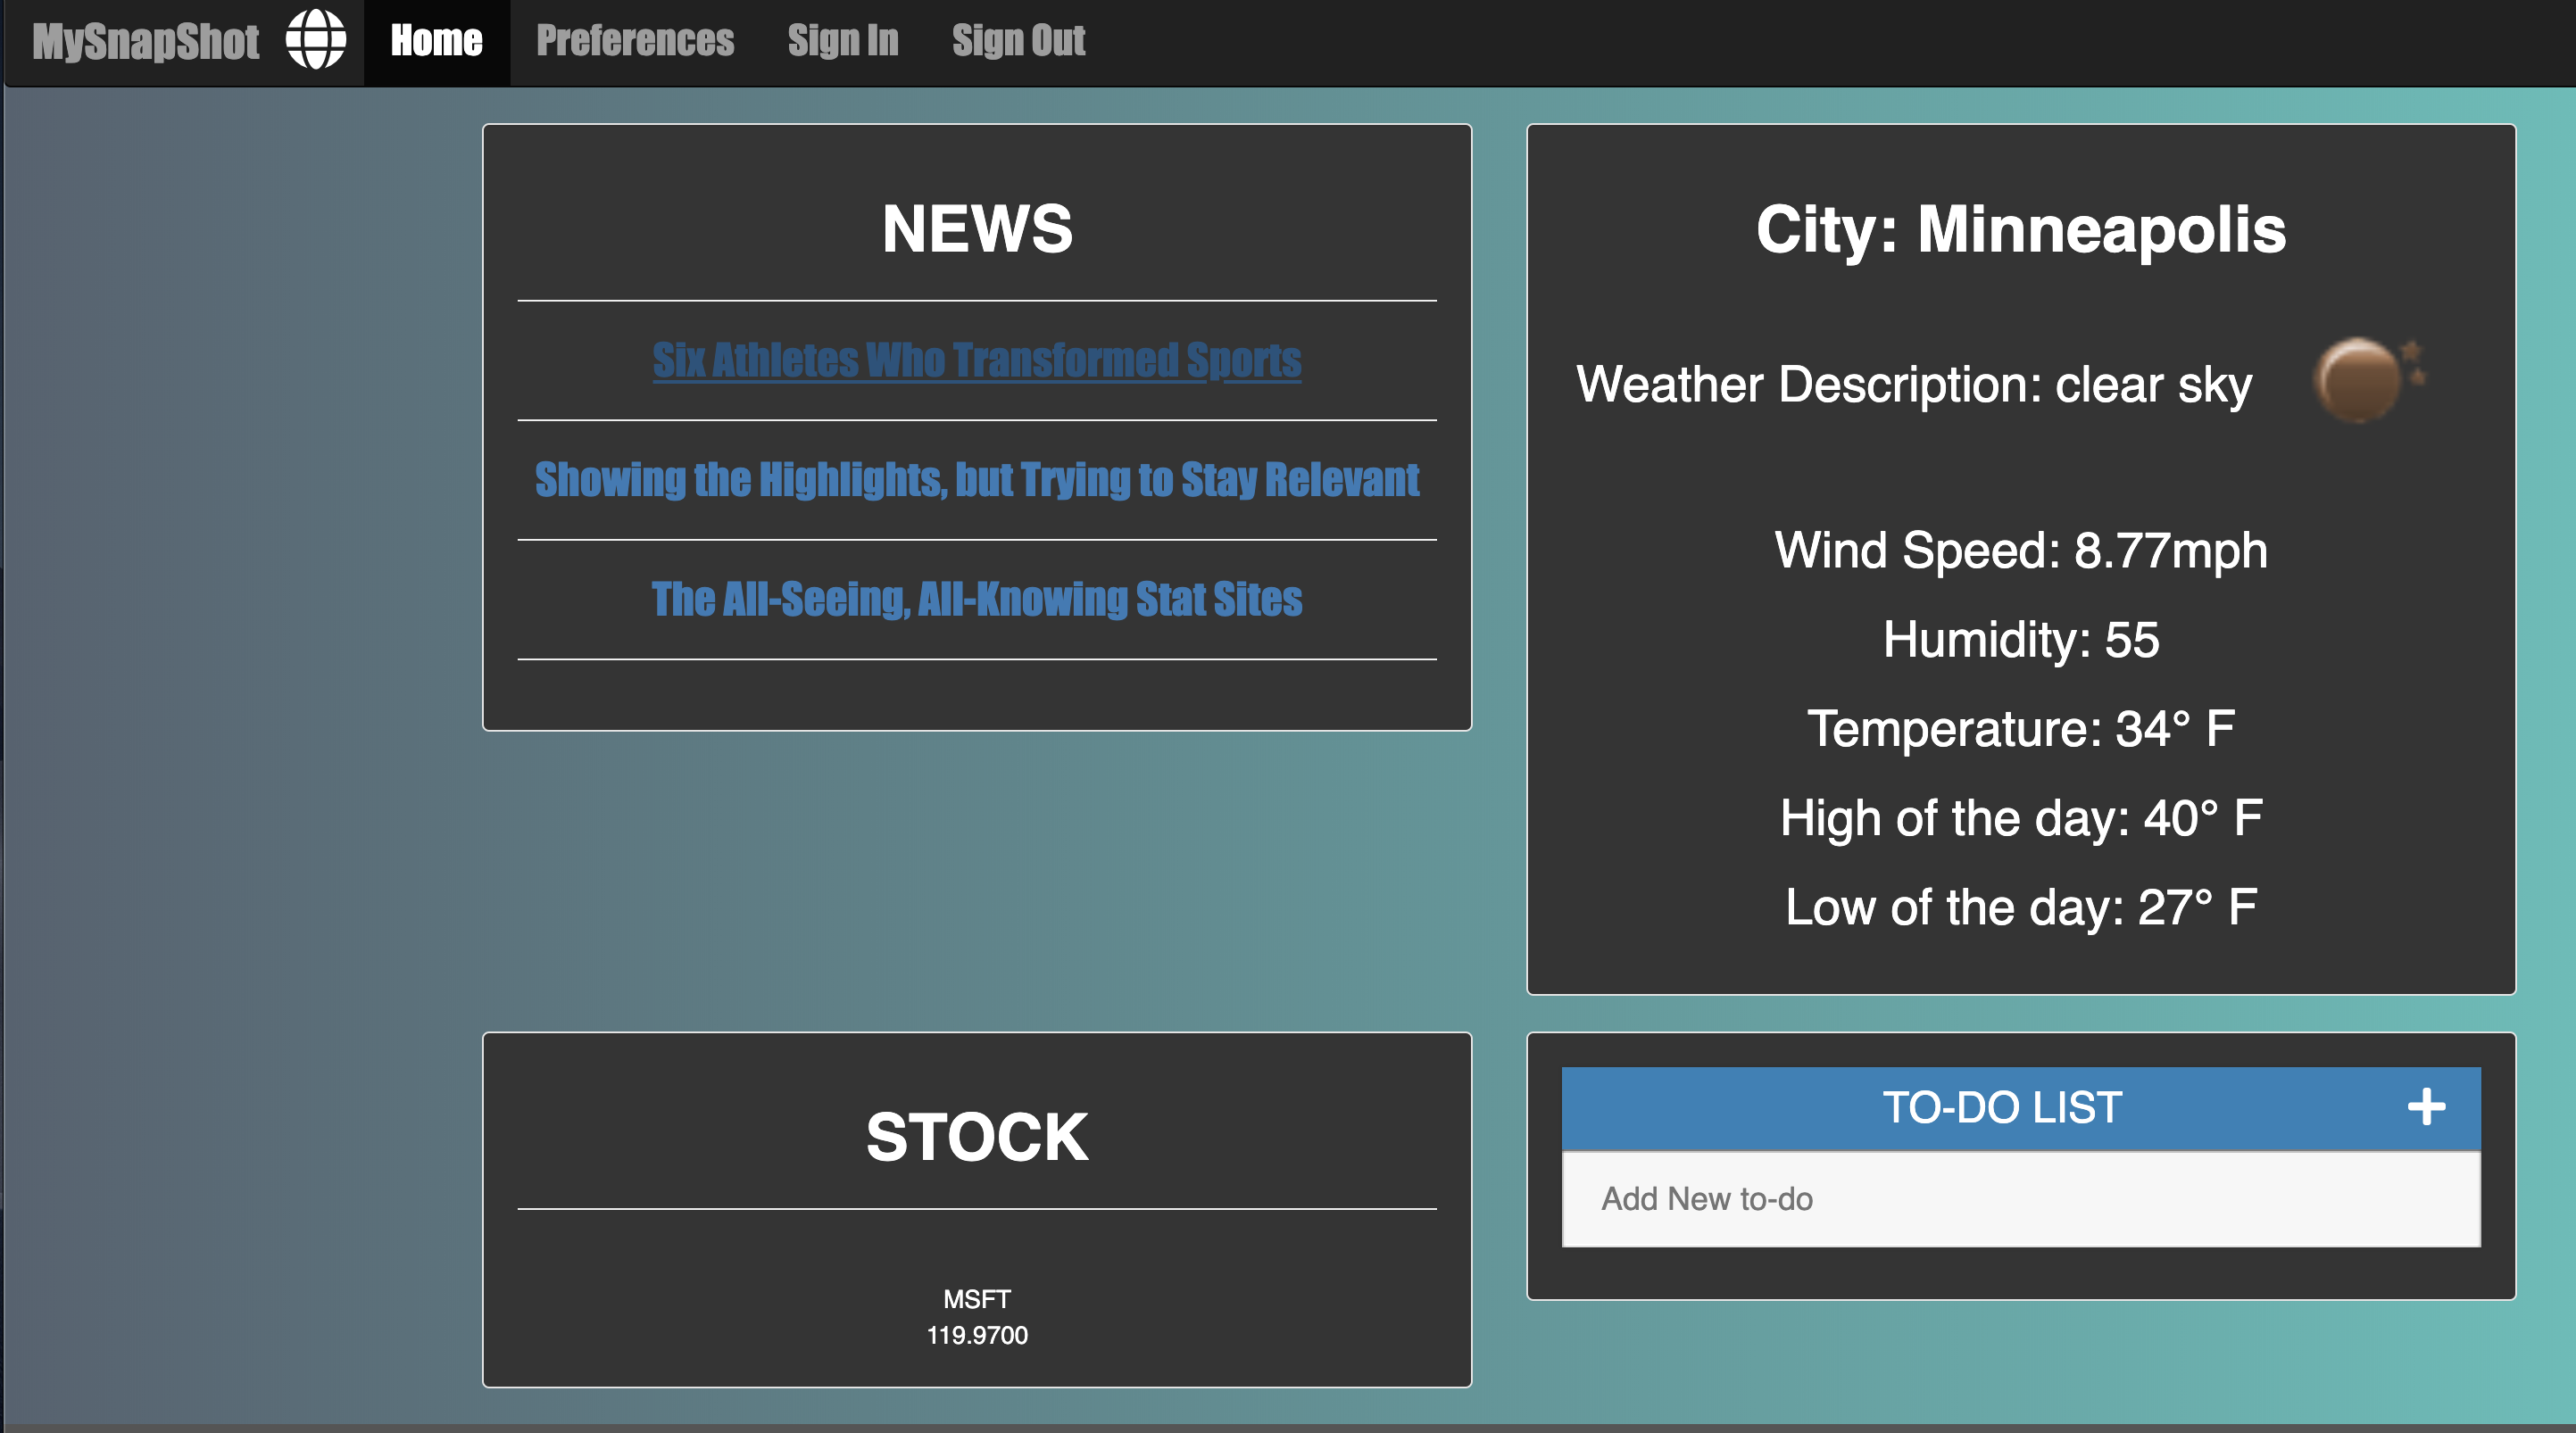 MySnapShot Home Preferences Sign In Sign Out
NEWS
Six Athletes Who Transformed Sports
Showing the Highlights, but Trying to Stay Relevant
The All-Seeing, All-Knowing Stat Sites
City: Minneapolis
Weather Description: clear sky
Wind Speed: 8.77mph
Humidity: 55
Temperature: 34° F
High of the day: 40° F
Low of the day: 27° F
STOCK
MSFT
119.9700
TO-DO LIST
Add New to-do